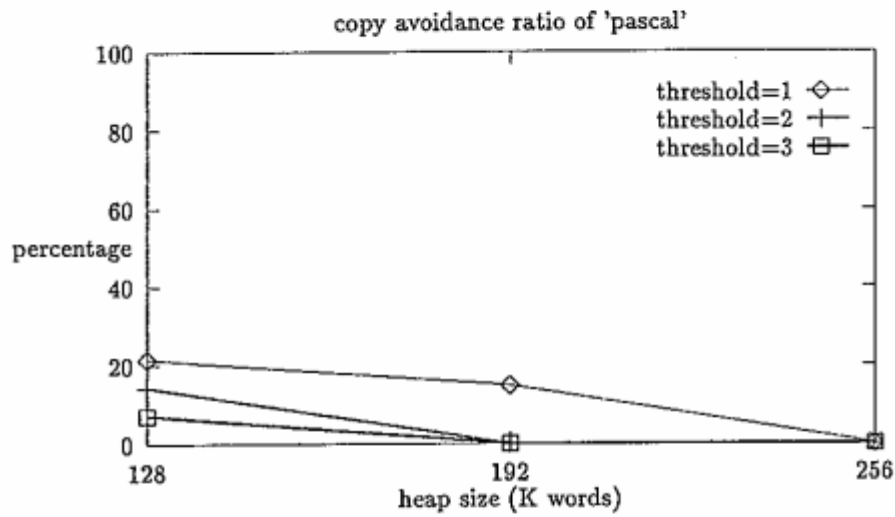 copy avoidance ratio of 'pascal'
100
threshold=1
threshold=2
80
threshold=3
60
percentage
40
20
0
128 192 256
heap size (K words)